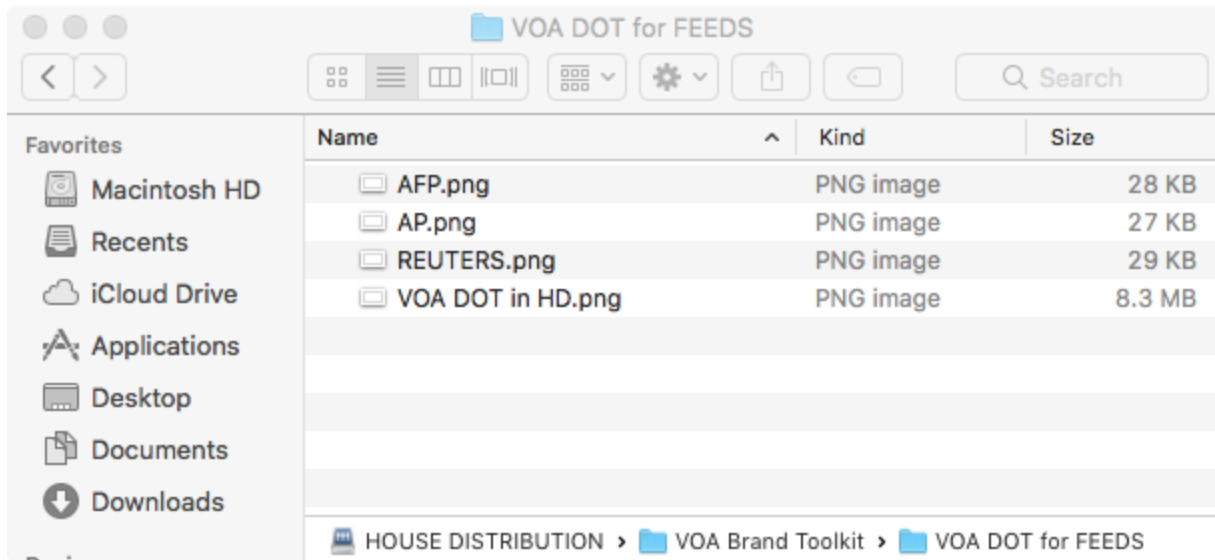 VOA DOT for FEEDS
Search
Favorites
Macintosh HD
Recents
iCloud Drive
Applications
Desktop
Documents
Downloads
Name Kind Size
AFP.png PNG image 28 KB
AP.png PNG image 27 KB
REUTERS.png PNG image 29 KB
VOA DOT in HD.png PNG image 8.3 MB
HOUSE DISTRIBUTION › VOA Brand Toolkit › VOA DOT for FEEDS